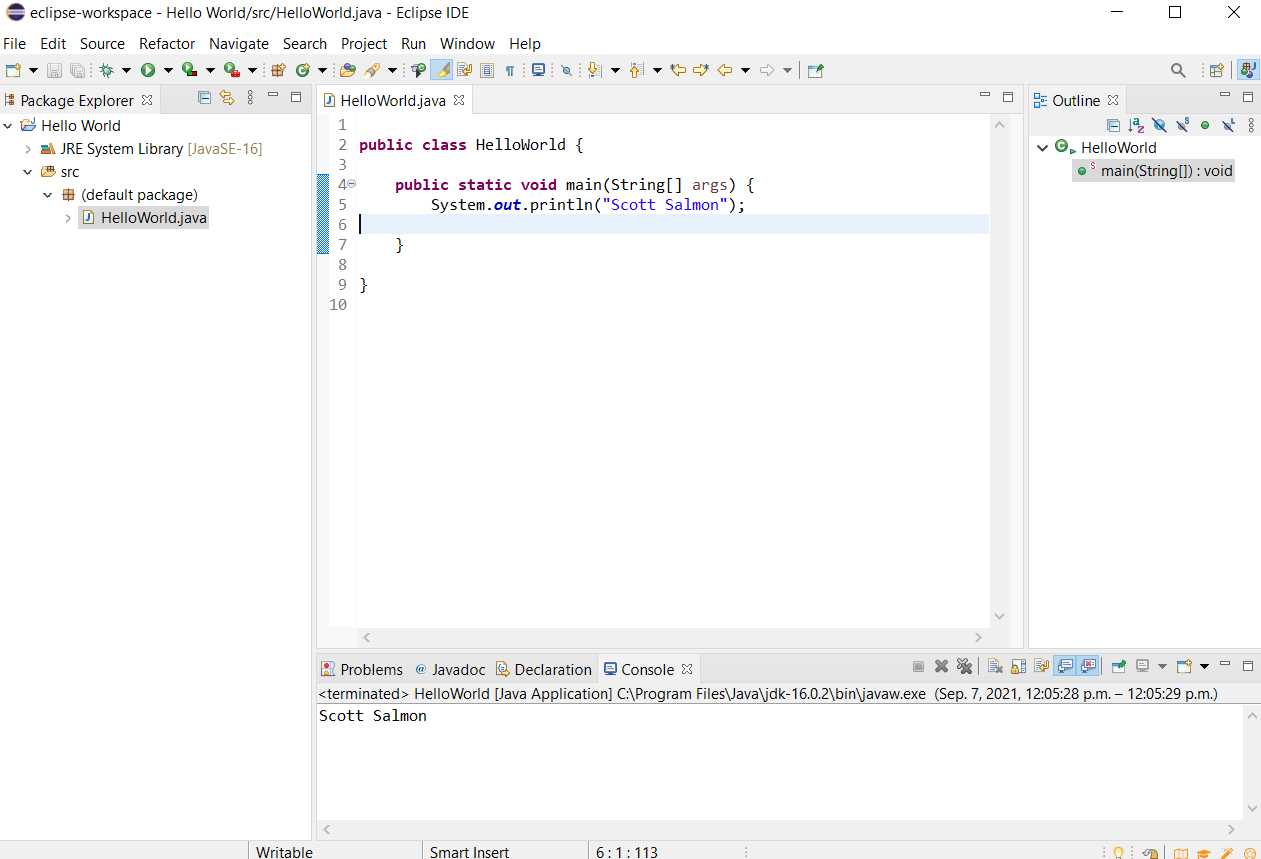 eclipse-workspace - Hello World/src/HelloWorld.java - Eclipse IDE
File Edit Source Refactor Navigate Search Project Run Window Help
Package Explorer
Hello World
JRE System Library [JavaSE-16]
src
(default package)
HelloWorld.java
HelloWorld.java
1
2 public class HelloWorld {
3
4     public static void main(String[] args) {
5         System.out.println("Scott Salmon");
6
7     }
8
9 }
10
Outline
HelloWorld
main(String[]) : void
Problems @ Javadoc Declaration Console
<terminated> HelloWorld [Java Application] C:\Program Files\Java\jdk-16.0.2\bin\javaw.exe (Sep. 7, 2021, 12:05:28 p.m. – 12:05:29 p.m.)
Scott Salmon
Writable Smart Insert 6 : 1 : 113